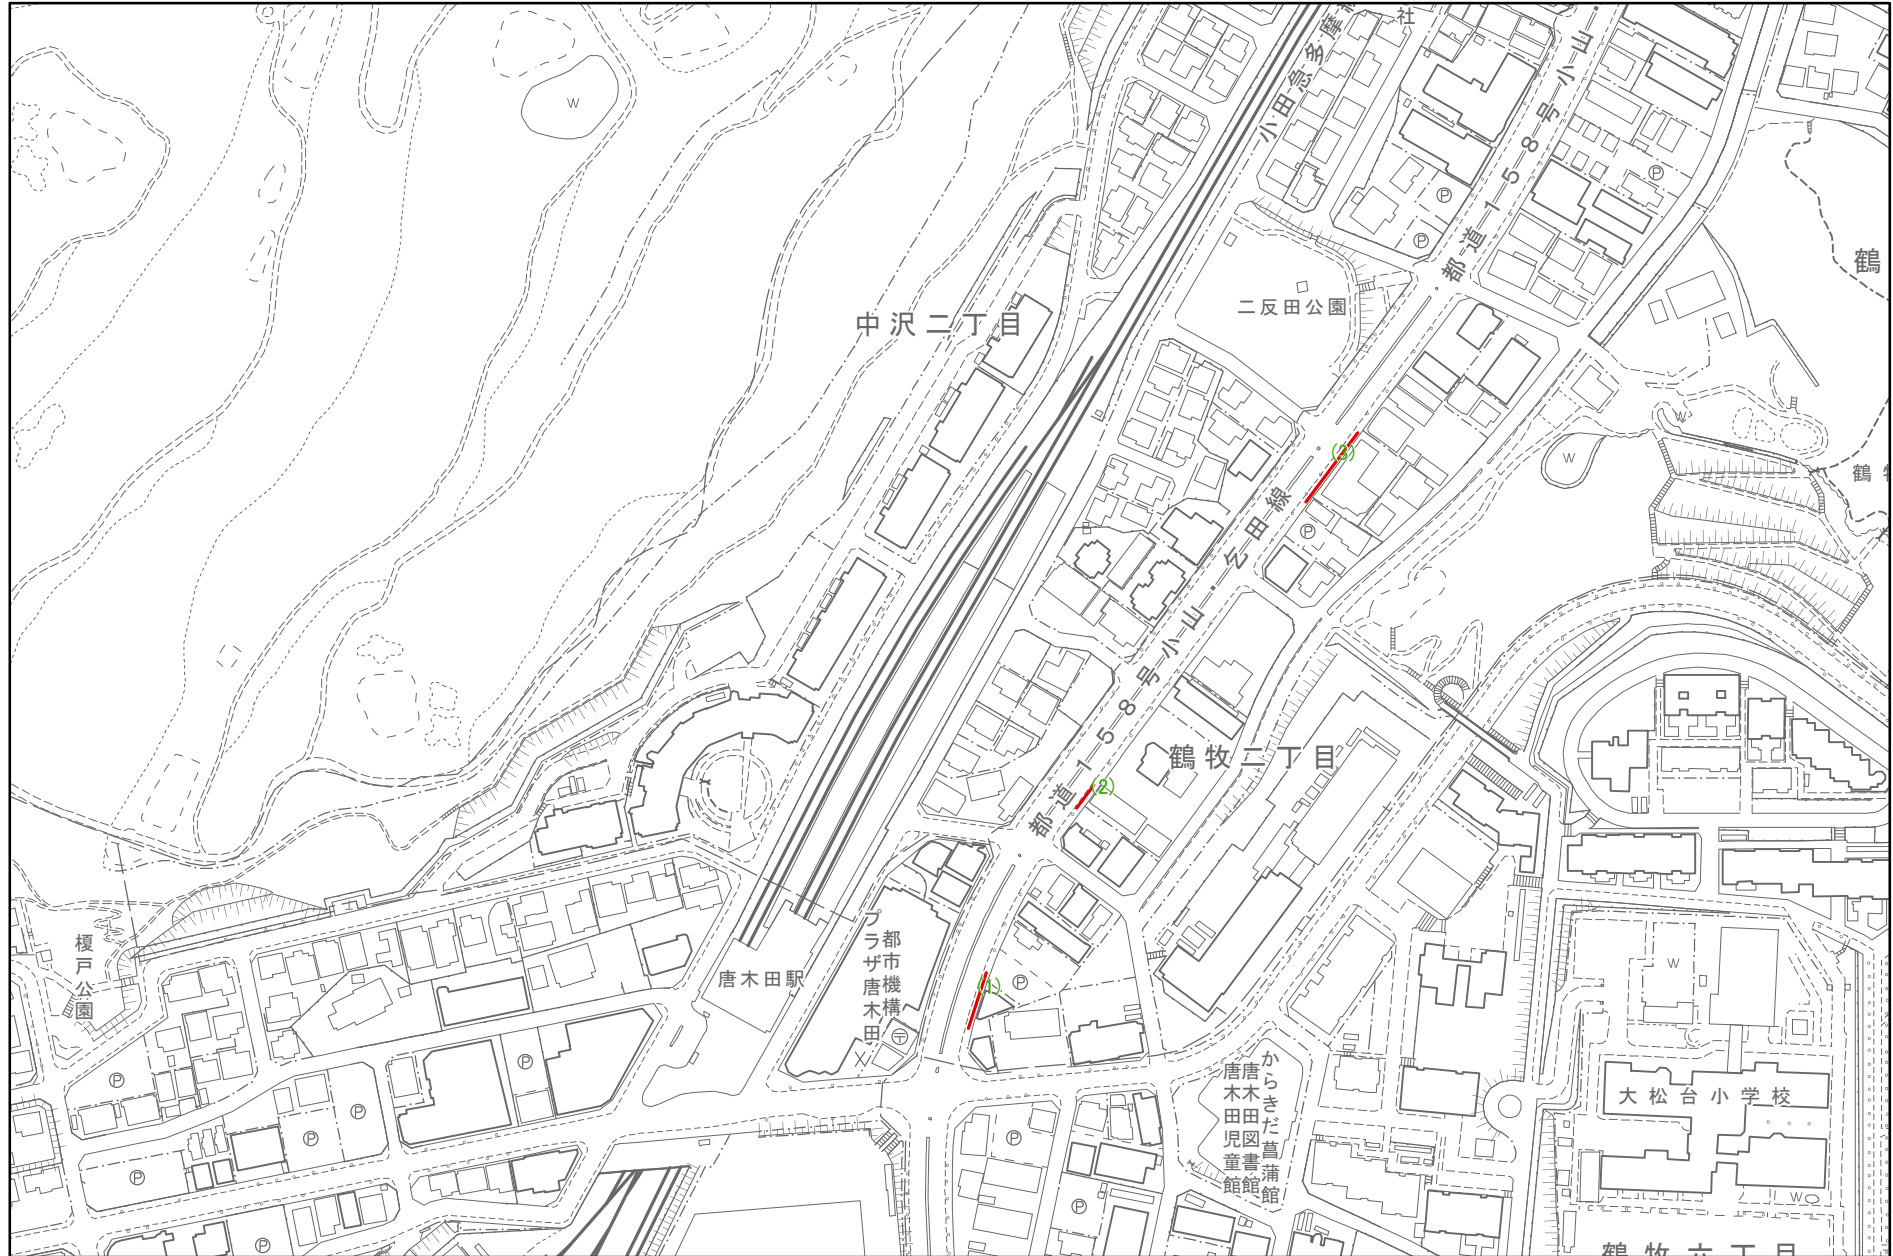 社
小田急多摩
都道158号小山
鶴
二反田公園
中沢二丁目
W
W
W
鶴牧
(3)
W
P
P
P
P
都道158号小山・乞田線
鶴牧二丁目
(2)
榎戸公園
唐木田駅
都市機構
プラザ唐木田
(1)
P
W
P
P
P
P
P
P
P
P
からきだ菖蒲館
唐木田図書館
唐木田児童館
大松台小学校
W
鶴牧六丁目